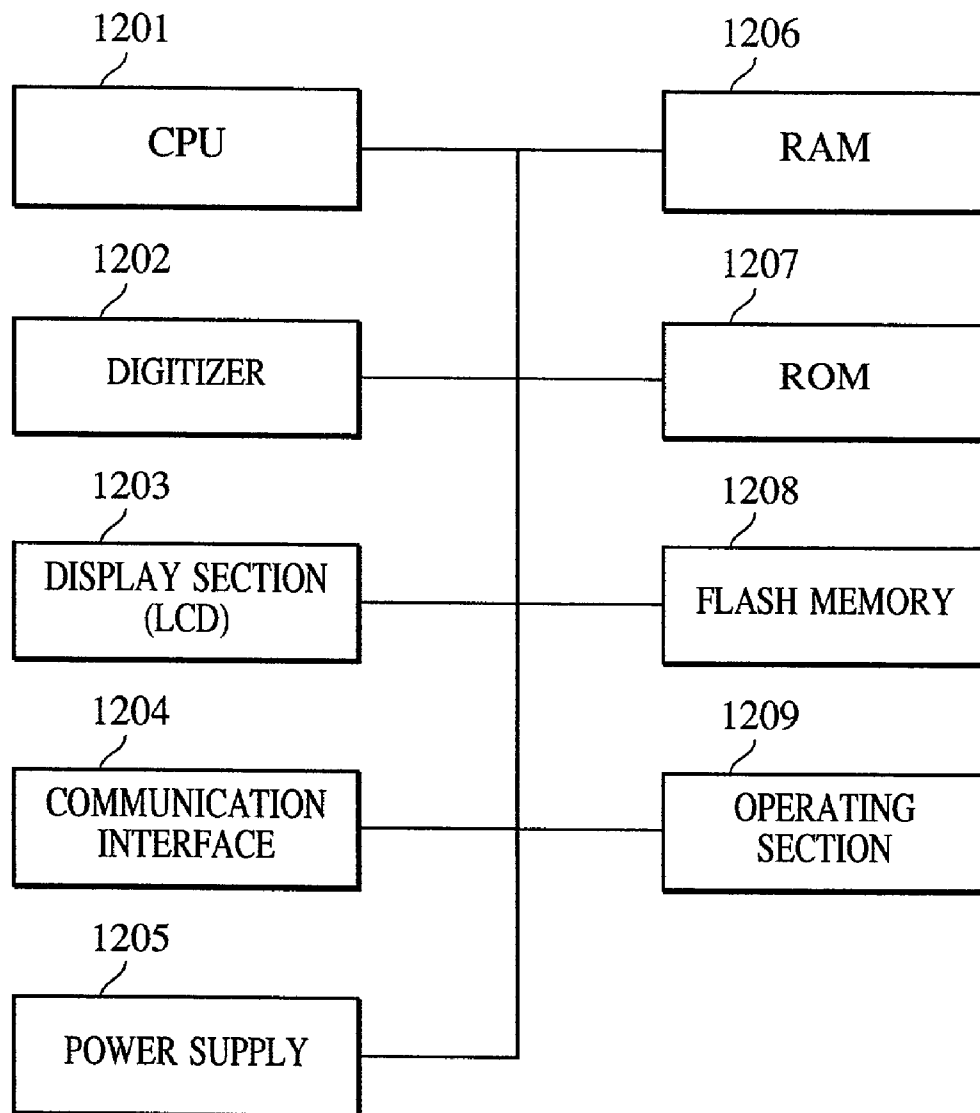 1201
CPU
1206
RAM
1202
DIGITIZER
1207
ROM
1203
DISPLAY SECTION
(LCD)
1208
FLASH MEMORY
1204
COMMUNICATION
INTERFACE
1209
OPERATING
SECTION
1205
POWER SUPPLY